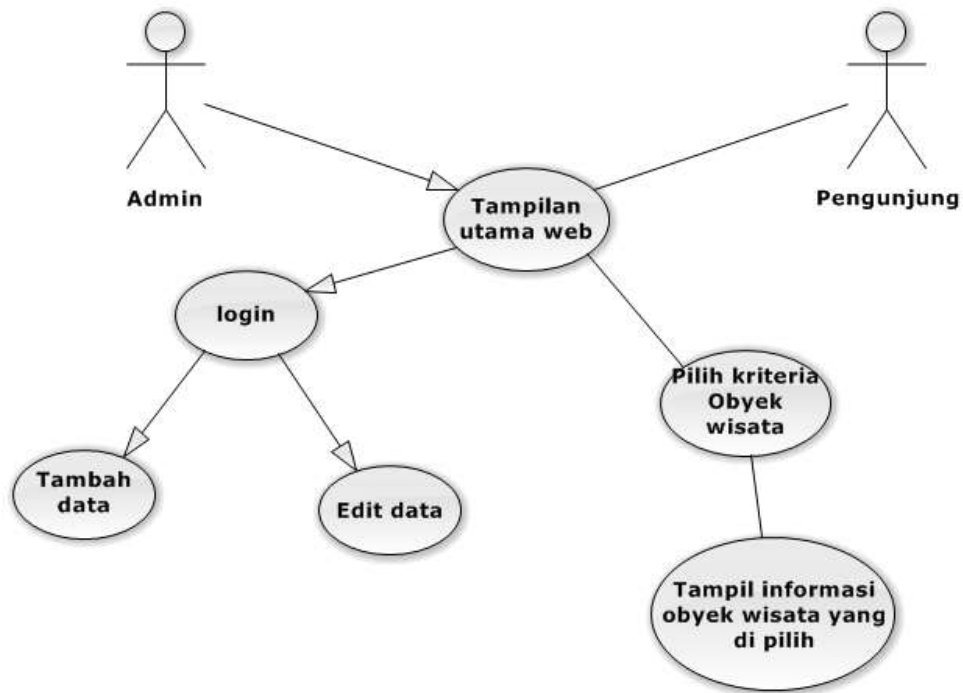 Admin
Pengunjung
Tampilan
utama web
login
Pilih kriteria
Obyek
wisata
Tambah
data
Edit data
Tampil informasi
obyek wisata yang
di pilih